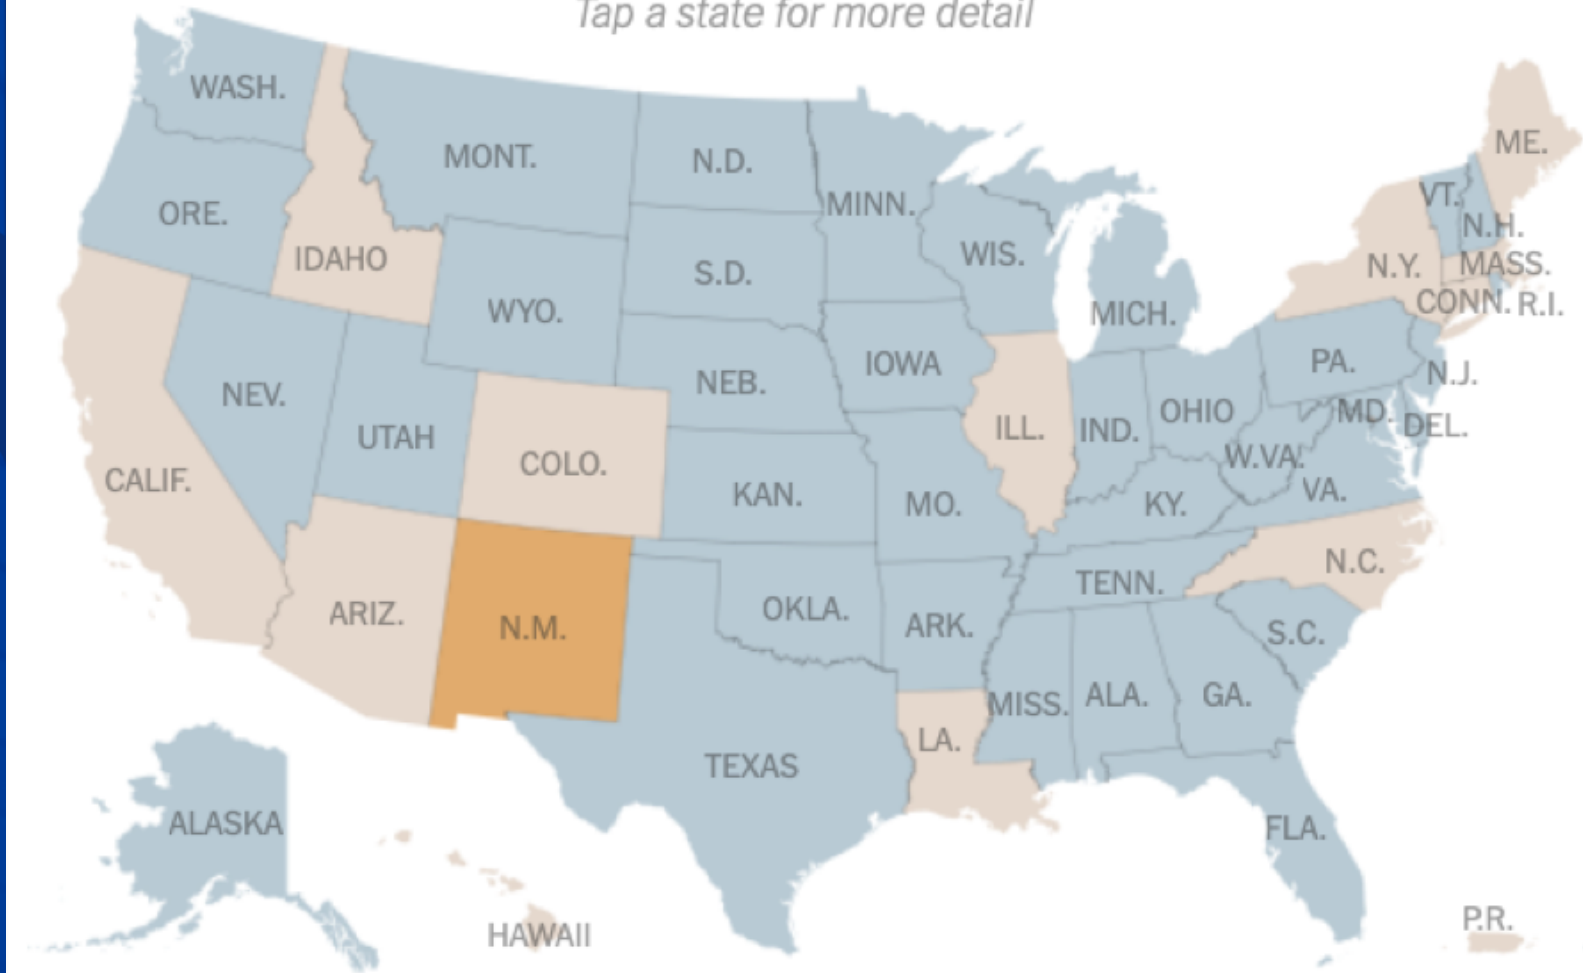 Tap a state for more detail
WASH.
ORE.
IDAHO
MONT.
N.D.
MINN.
WIS.
MICH.
S.D.
WYO.
NEB.
IOWA
ILL.
IND.
OHIO
PA.
N.Y.
VT.
N.H.
ME.
MASS.
CONN.
R.I.
N.J.
MD.
DEL.
W.VA.
VA.
KY.
MO.
KAN.
COLO.
UTAH
NEV.
CALIF.
ARIZ.
N.M.
OKLA.
ARK.
TENN.
N.C.
S.C.
GA.
ALA.
MISS.
LA.
TEXAS
FLA.
ALASKA
HAWAII
P.R.